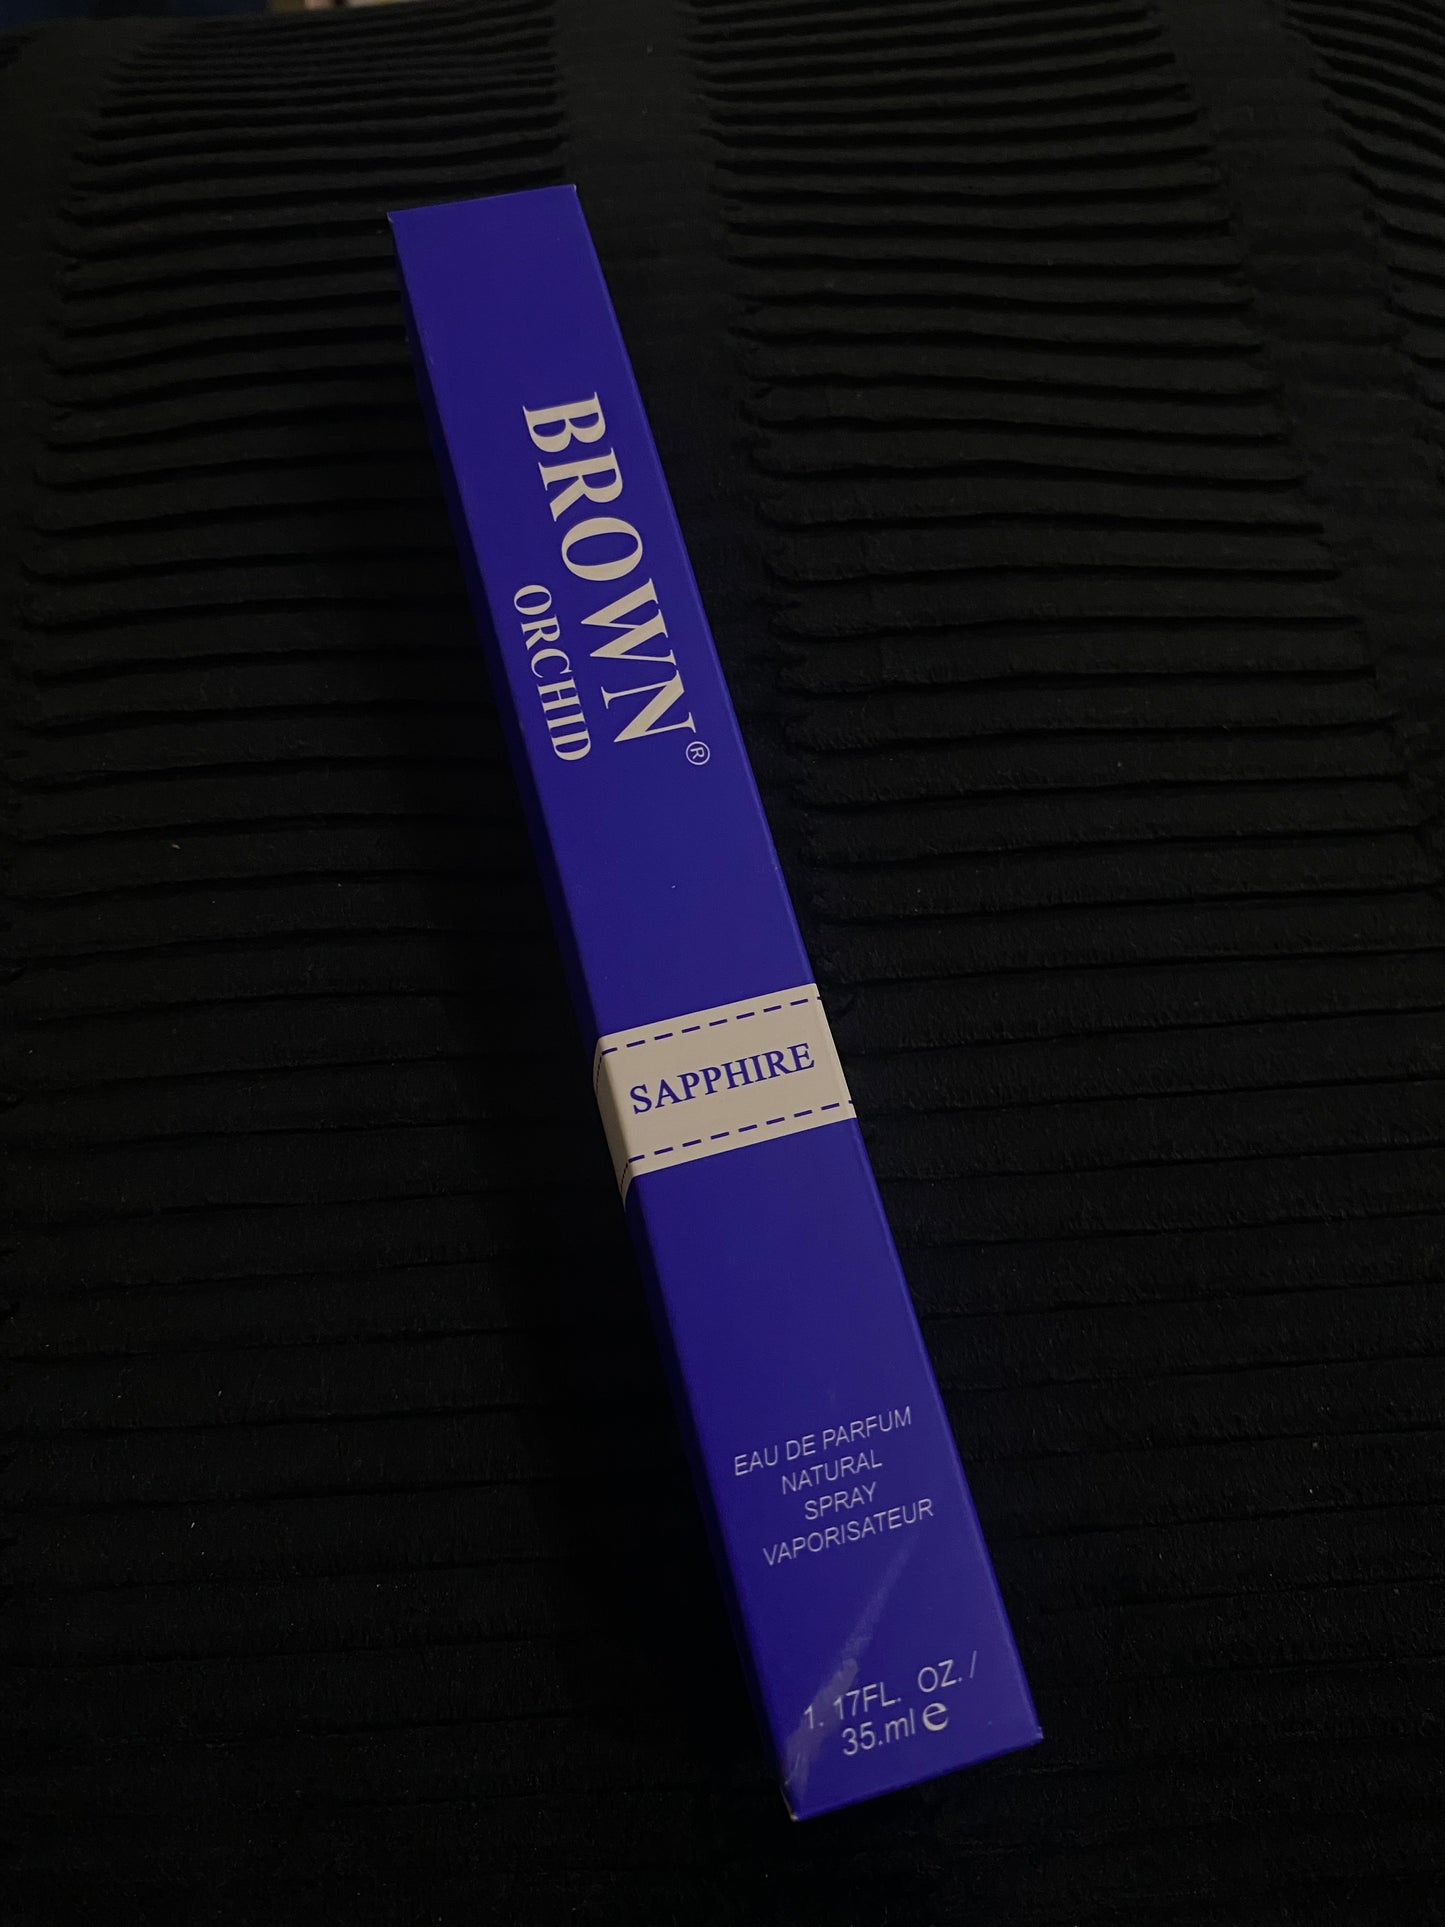 BROWN®
ORCHID
SAPPHIRE
EAU DE PARFUM
NATURAL
SPRAY
VAPORISATEUR
1. 17FL. OZ. /
35.ml e